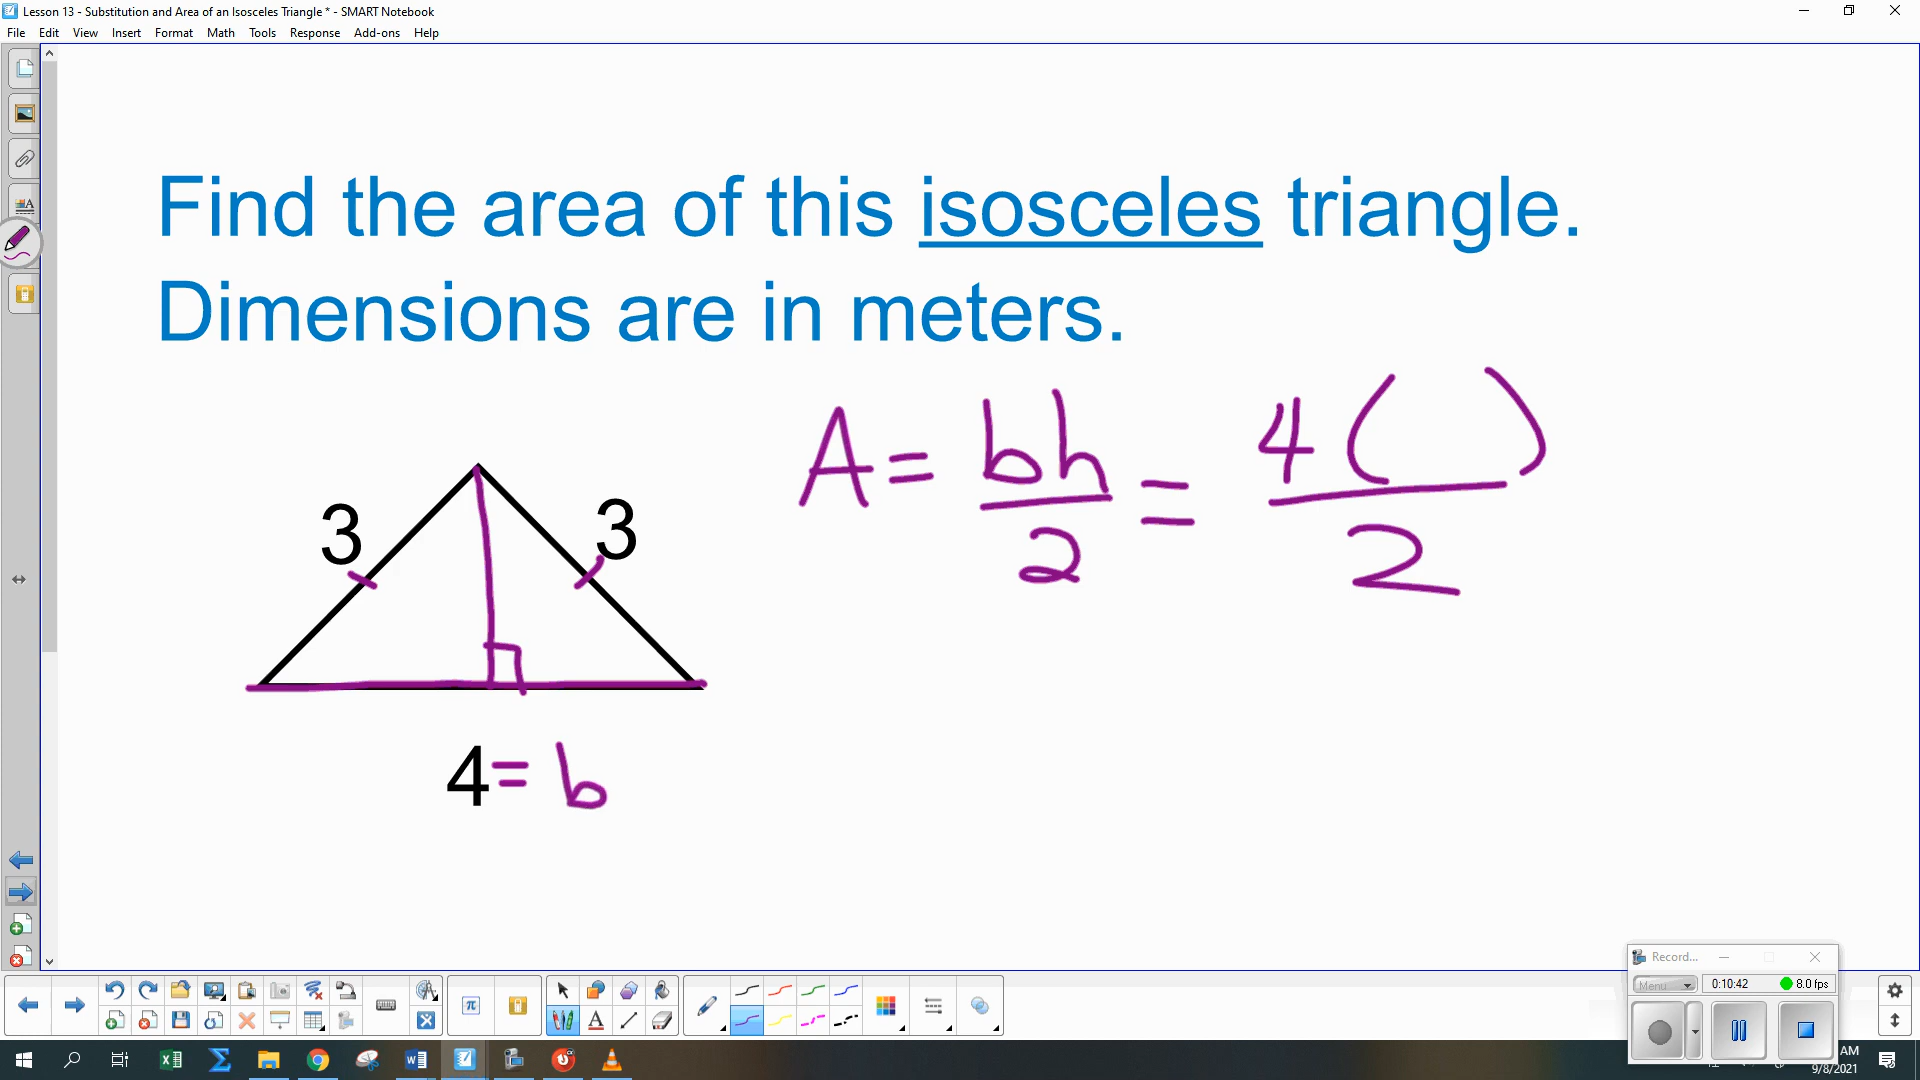 Lesson 13 - Substitution and Area of an Isosceles Triangle * - SMART Notebook
File Edit View Insert Format Math Tools Response Add-ons Help
Find the area of this isosceles triangle.
Dimensions are in meters.
A = bh/2 = 4( )/2
3 3
4 = b
Record...
Menu 0:10:42 8.0 fps
AM
9/8/2021